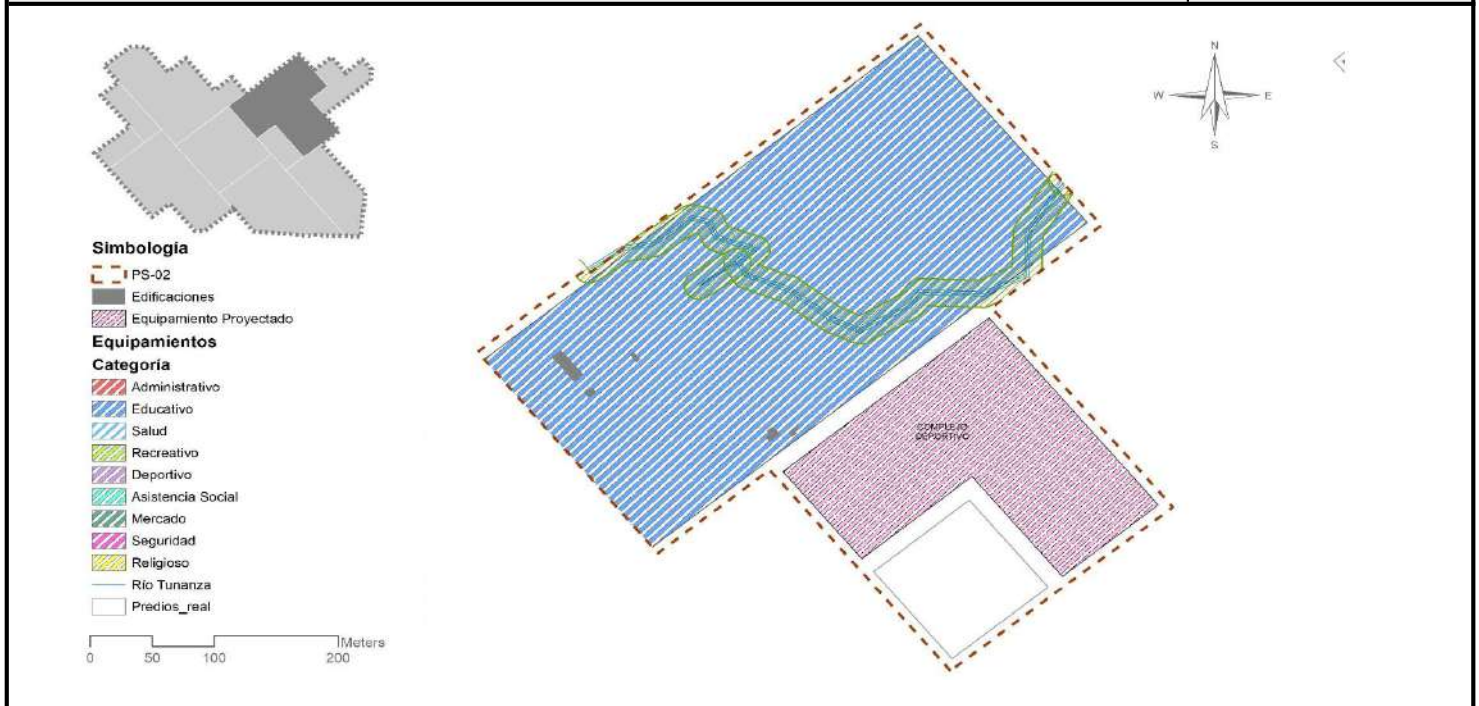 N
W
E
S
Simbología
PS-02
Edificaciones
Equipamiento Proyectado
Equipamientos
Categoría
Administrativo
Educativo
Salud
Recreativo
Deportivo
Asistencia Social
Mercado
Seguridad
Religioso
Río Tunanza
Predios_real
COMPLEJO
DEPORTIVO
Meters
0 50 100 200